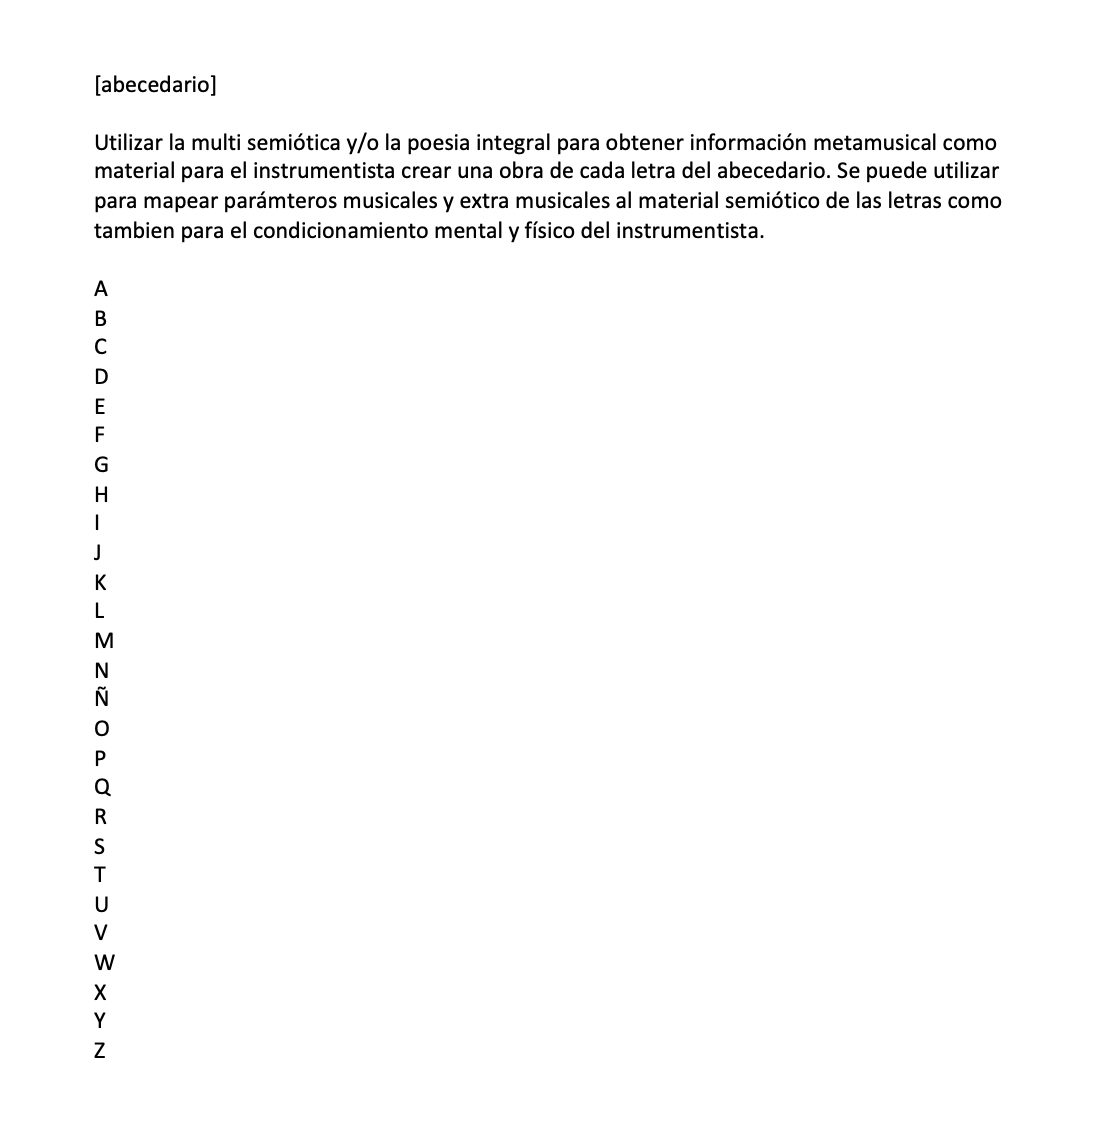 [abecedario]
Utilizar la multi semiótica y/o la poesia integral para obtener información metamusical como
material para el instrumentista crear una obra de cada letra del abecedario. Se puede utilizar
para mapear parámteros musicales y extra musicales al material semiótico de las letras como
tambien para el condicionamiento mental y físico del instrumentista.
A
B
C
D
E
F
G
H
I
J
K
L
M
N
Ñ
O
P
Q
R
S
T
U
V
W
X
Y
Z